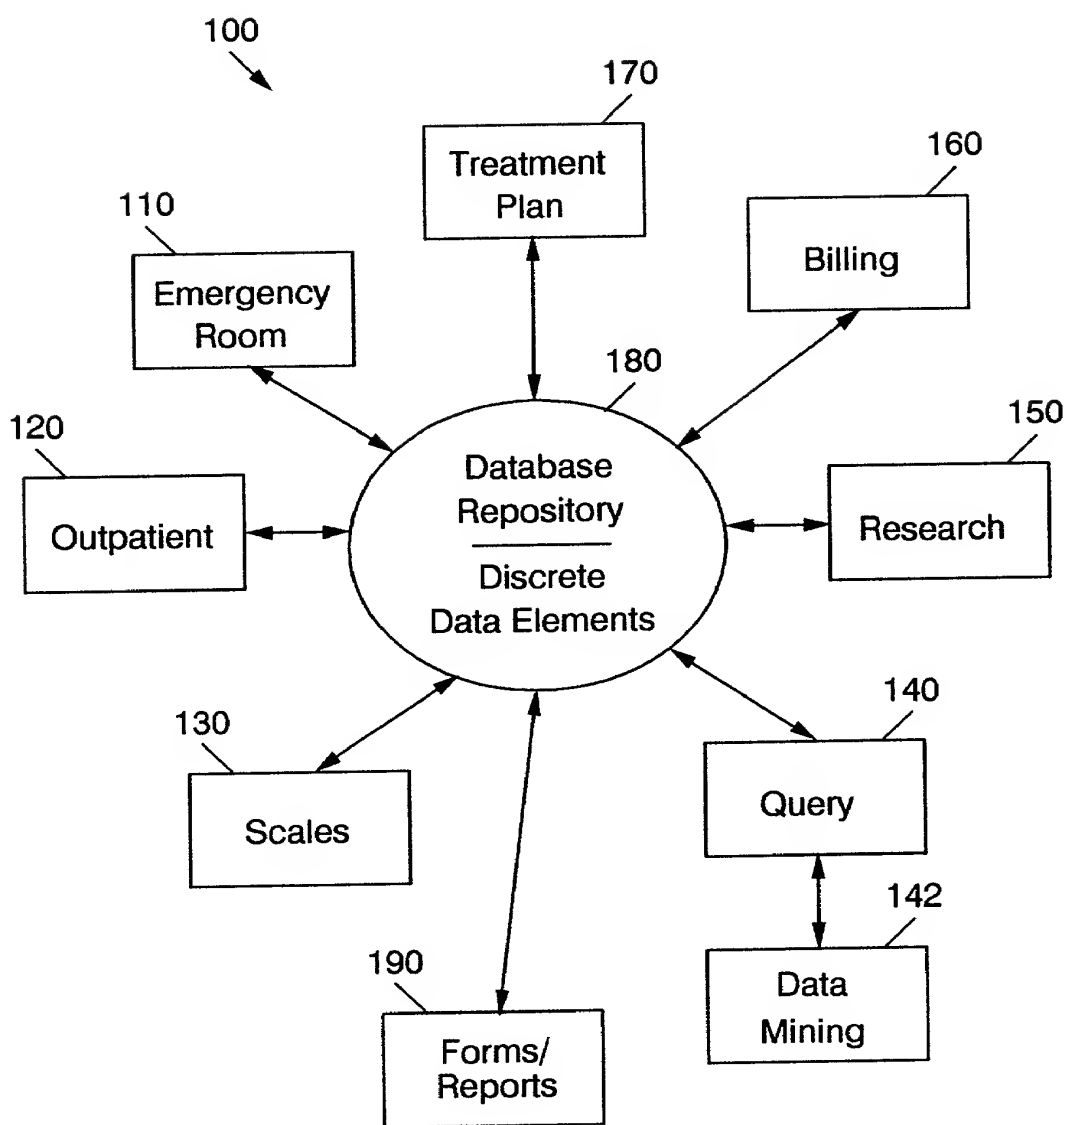 100
170
Treatment
Plan
160
Billing
110
Emergency
Room
180
Database
Repository
Discrete
Data Elements
120
Outpatient
150
Research
130
Scales
140
Query
142
Data
Mining
190
Forms/
Reports